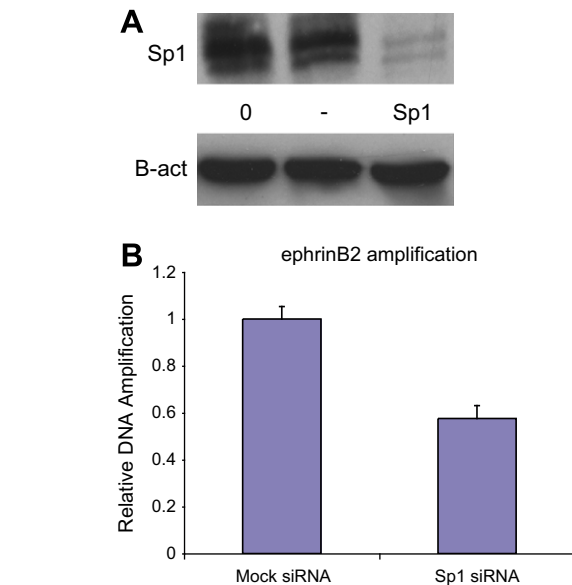 A
Sp1
0 - Sp1
B-act
B
ephrinB2 amplification
Relative DNA Amplification
1.2
1
0.8
0.6
0.4
0.2
0
Mock siRNA Sp1 siRNA